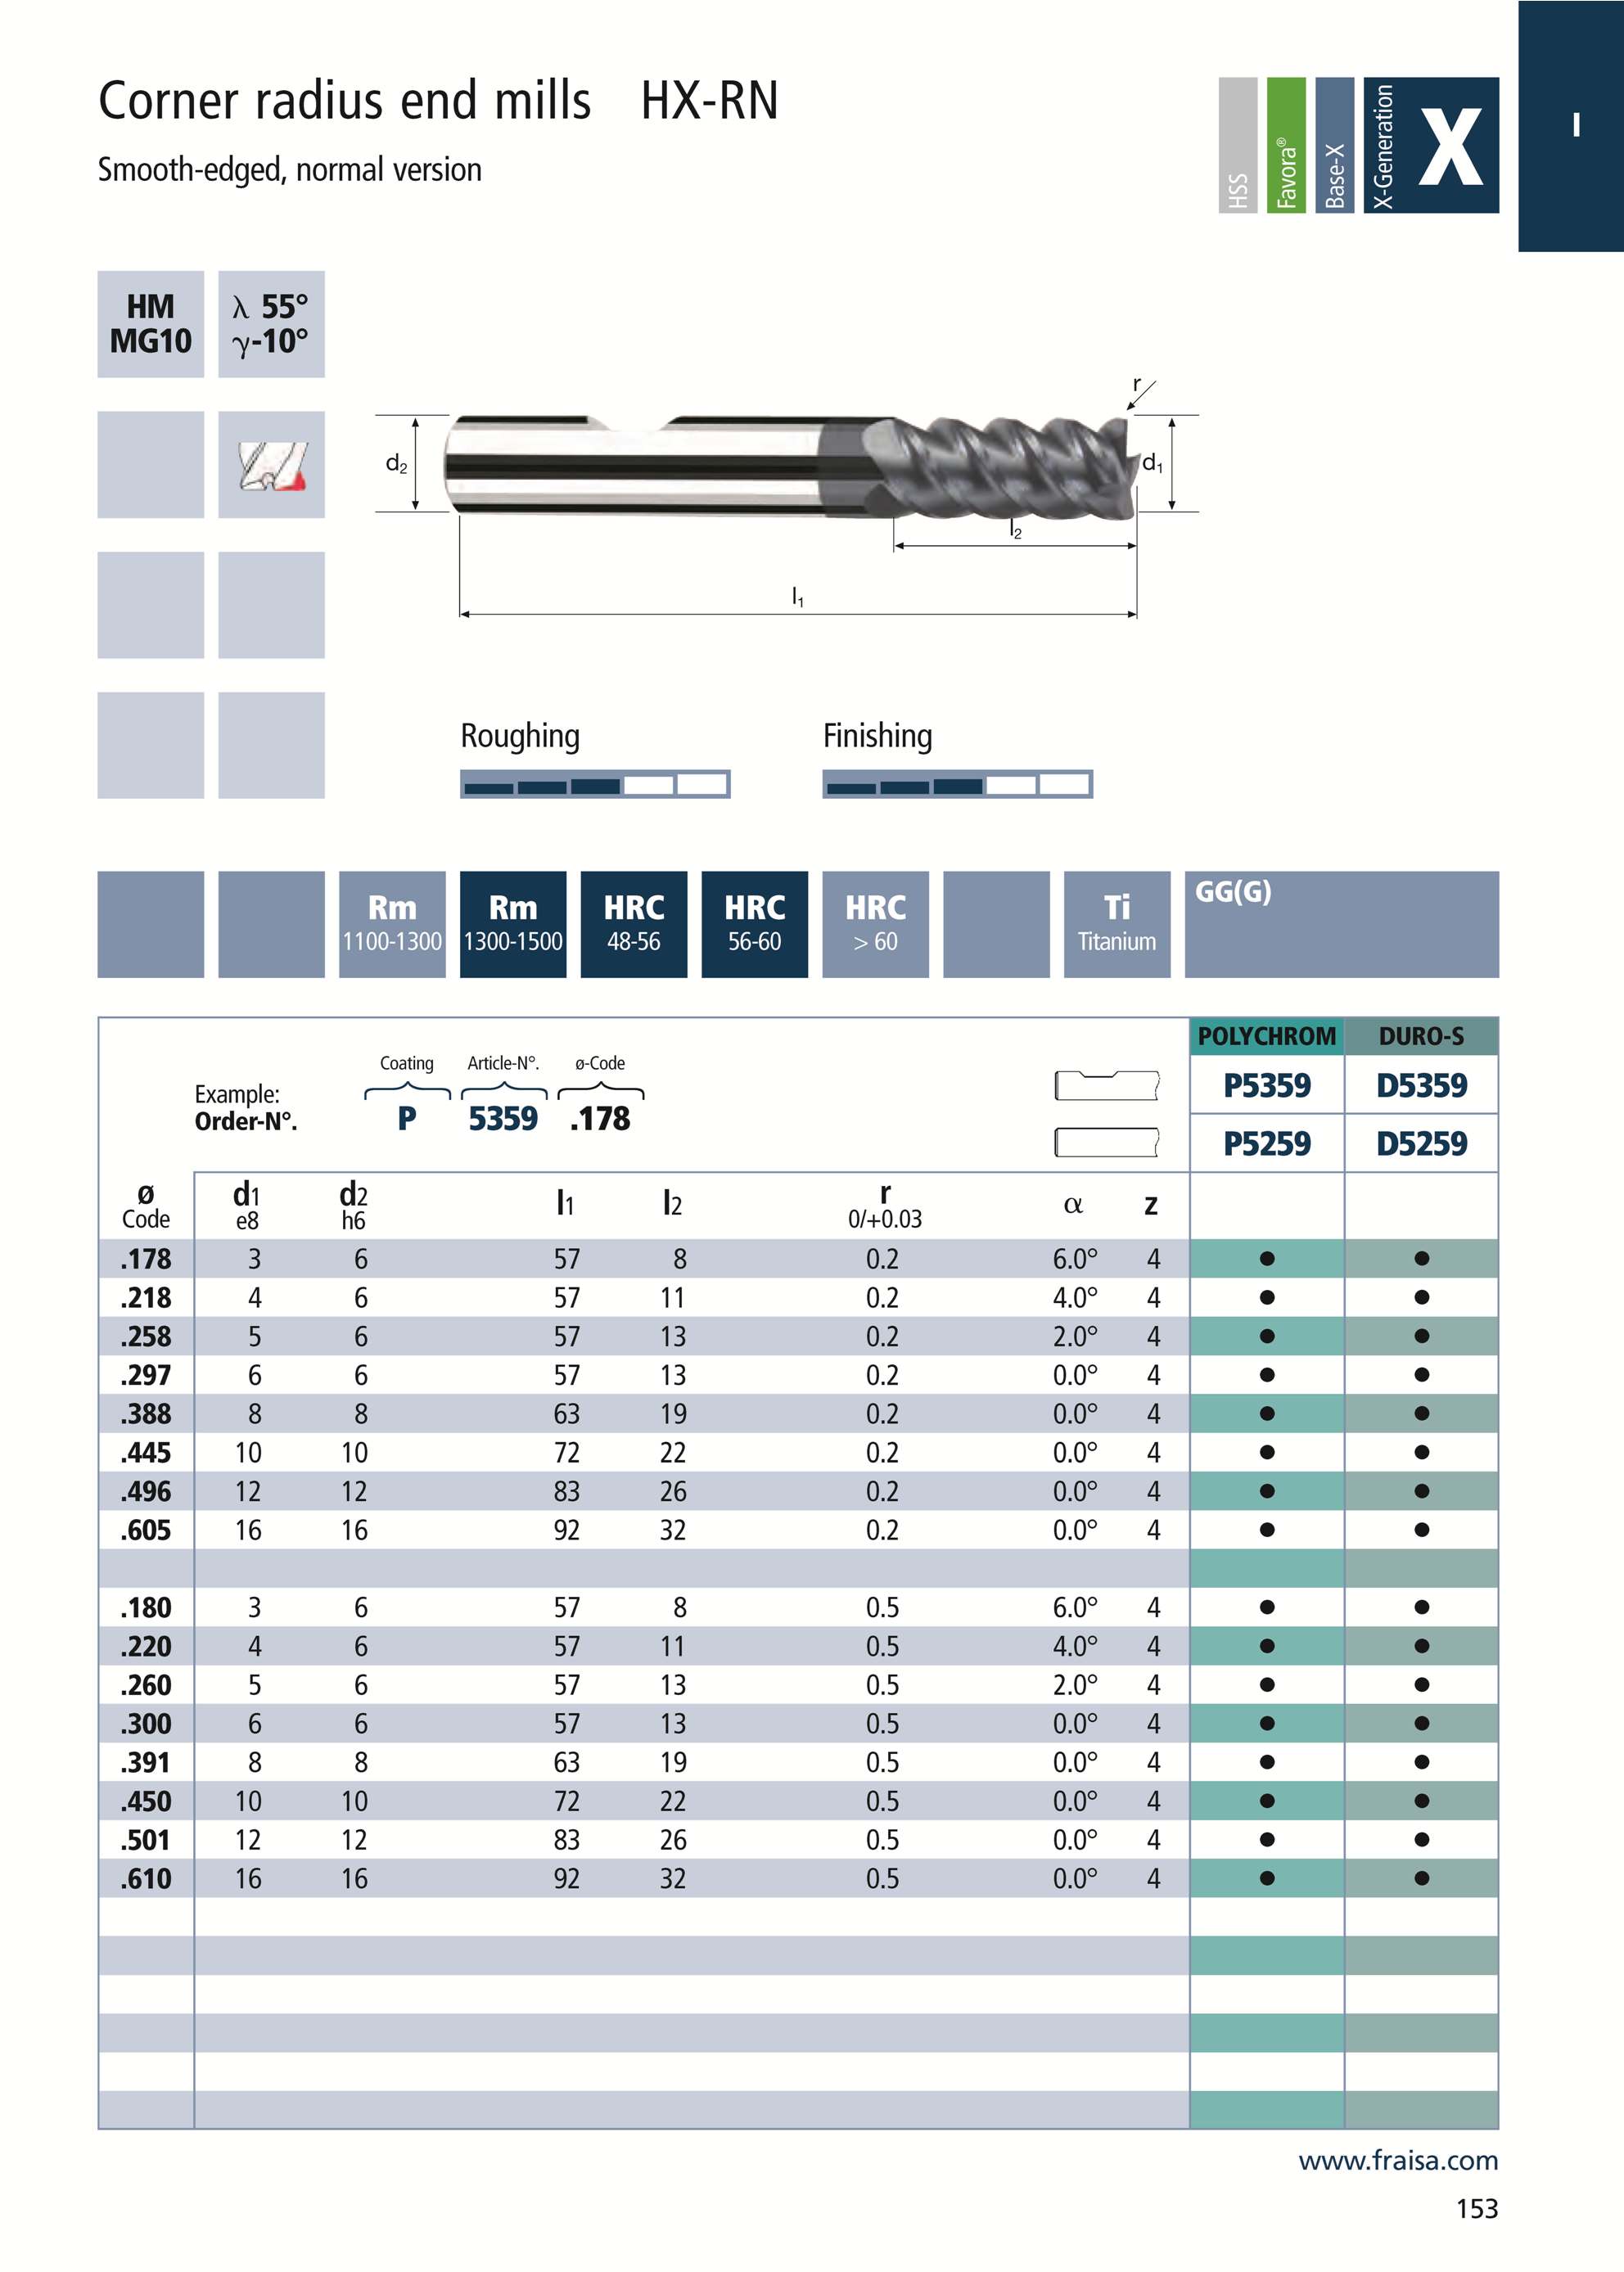 Corner radius end mills HX-RN
Smooth-edged, normal version
HSS
Favora®
Base-X
X-Generation
X
I
HM
MG10
λ 55°
γ-10°
r
d2
d1
l2
l1
Roughing Finishing
Rm
1100-1300
Rm
1300-1500
HRC
48-56
HRC
56-60
HRC
> 60
Ti
Titanium
GG(G)
POLYCHROM DURO-S
Coating Article-N°. ø-Code
Example:
Order-N°. P 5359 .178
P5359 D5359
P5259 D5259
ø d1 d2 l1 l2 r α z
Code e8 h6 0/+0.03
.178 3 6 57 8 0.2 6.0° 4 ● ●
.218 4 6 57 11 0.2 4.0° 4 ● ●
.258 5 6 57 13 0.2 2.0° 4 ● ●
.297 6 6 57 13 0.2 0.0° 4 ● ●
.388 8 8 63 19 0.2 0.0° 4 ● ●
.445 10 10 72 22 0.2 0.0° 4 ● ●
.496 12 12 83 26 0.2 0.0° 4 ● ●
.605 16 16 92 32 0.2 0.0° 4 ● ●
.180 3 6 57 8 0.5 6.0° 4 ● ●
.220 4 6 57 11 0.5 4.0° 4 ● ●
.260 5 6 57 13 0.5 2.0° 4 ● ●
.300 6 6 57 13 0.5 0.0° 4 ● ●
.391 8 8 63 19 0.5 0.0° 4 ● ●
.450 10 10 72 22 0.5 0.0° 4 ● ●
.501 12 12 83 26 0.5 0.0° 4 ● ●
.610 16 16 92 32 0.5 0.0° 4 ● ●
www.fraisa.com
153